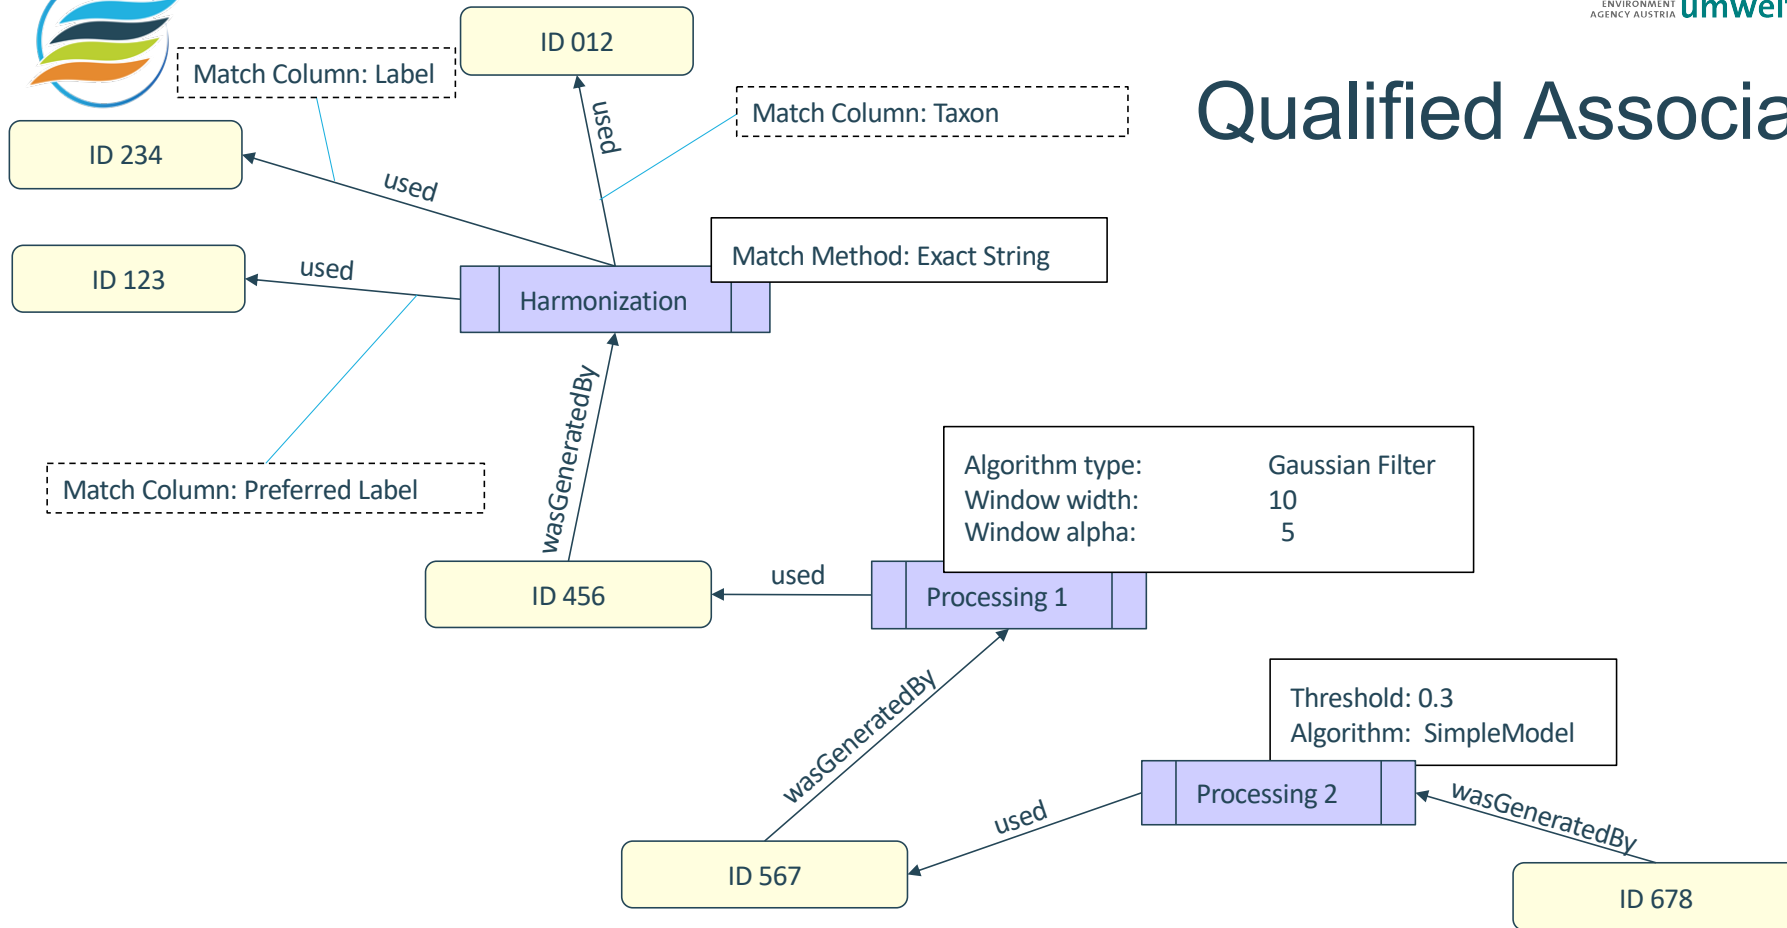 ENVIRONMENT
AGENCY AUSTRIA
ID 012
Match Column: Label
Qualified Associa
used
Match Column: Taxon
ID 234
used
Match Method: Exact String
used
ID 123
Harmonization
wasGeneratedBy
Algorithm type: Gaussian Filter
Window width: 10
Window alpha: 5
Match Column: Preferred Label
used
ID 456
Processing 1
wasGeneratedBy
Threshold: 0.3
Algorithm: SimpleModel
Processing 2
used
wasGeneratedBy
ID 567
ID 678